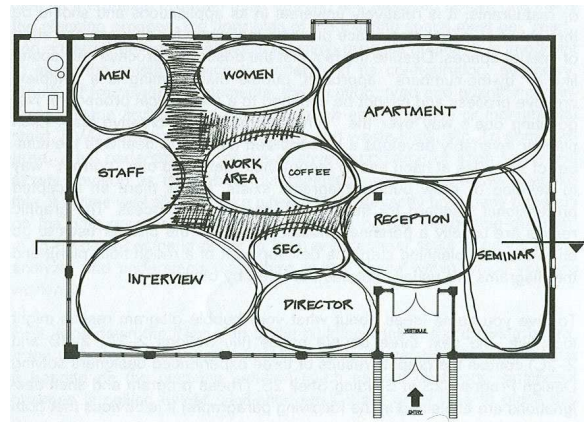 MEN
WOMEN
APARTMENT
STAFF
WORK
AREA
COFFEE
RECEPTION
SEC.
SEMINAR
INTERVIEW
DIRECTOR
VESTIBULE
ENTRY